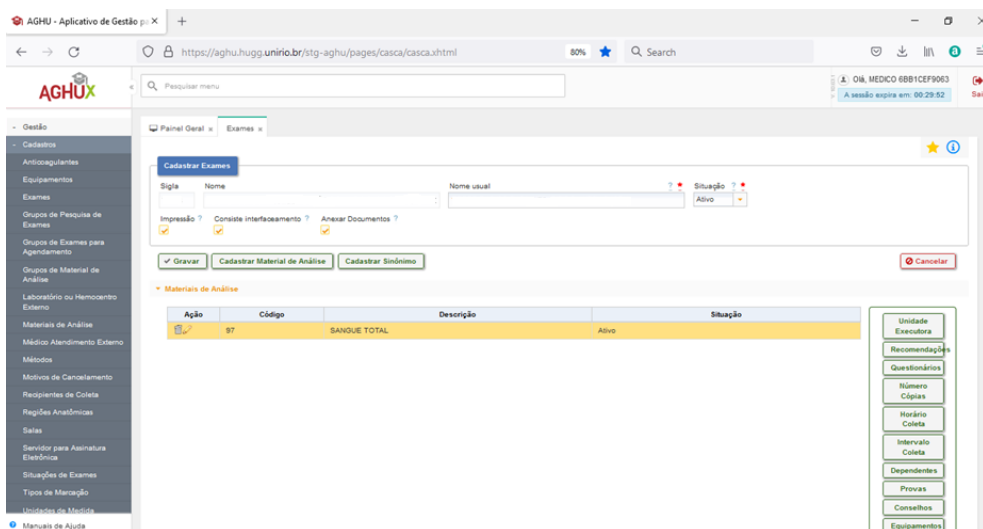 AGHU - Aplicativo de Gestão pa
https://aghu.hugg.unirio.br/stg-aghu/pages/casca/casca.xhtml
80%
Search
AGHUX
Pesquisar menu
Olá, MEDICO 6BB1CEF9063
A sessão expira em: 00:29:52
Sai
Gestão
Cadastros
Anticoagulantes
Equipamentos
Exames
Grupos de Pesquisa de
Exames
Grupos de Exames para
Agendamento
Grupos de Material de
Análise
Laboratório ou Hemocentro
Externo
Materiais de Análise
Médico Atendimento Externo
Métodos
Motivos de Cancelamento
Recipientes de Coleta
Regiões Anatômicas
Salas
Servidor para Assinatura
Eletrônica
Situações de Exames
Tipos de Marcação
Unidades de Medida
Manuais de Ajuda
Painel Geral x Exames x
Cadastrar Exames
Sigla Nome Nome usual ? Situação ?
Ativo
Impressão ? Consiste interfaceamento ? Anexar Documentos ?
Gravar Cadastrar Material de Análise Cadastrar Sinônimo Cancelar
Materiais de Análise
Ação Código Descrição Situação
97 SANGUE TOTAL Ativo
Unidade
Executora
Recomendações
Questionários
Número
Cópias
Horário
Coleta
Intervalo
Coleta
Dependentes
Provas
Conselhos
Equipamentos